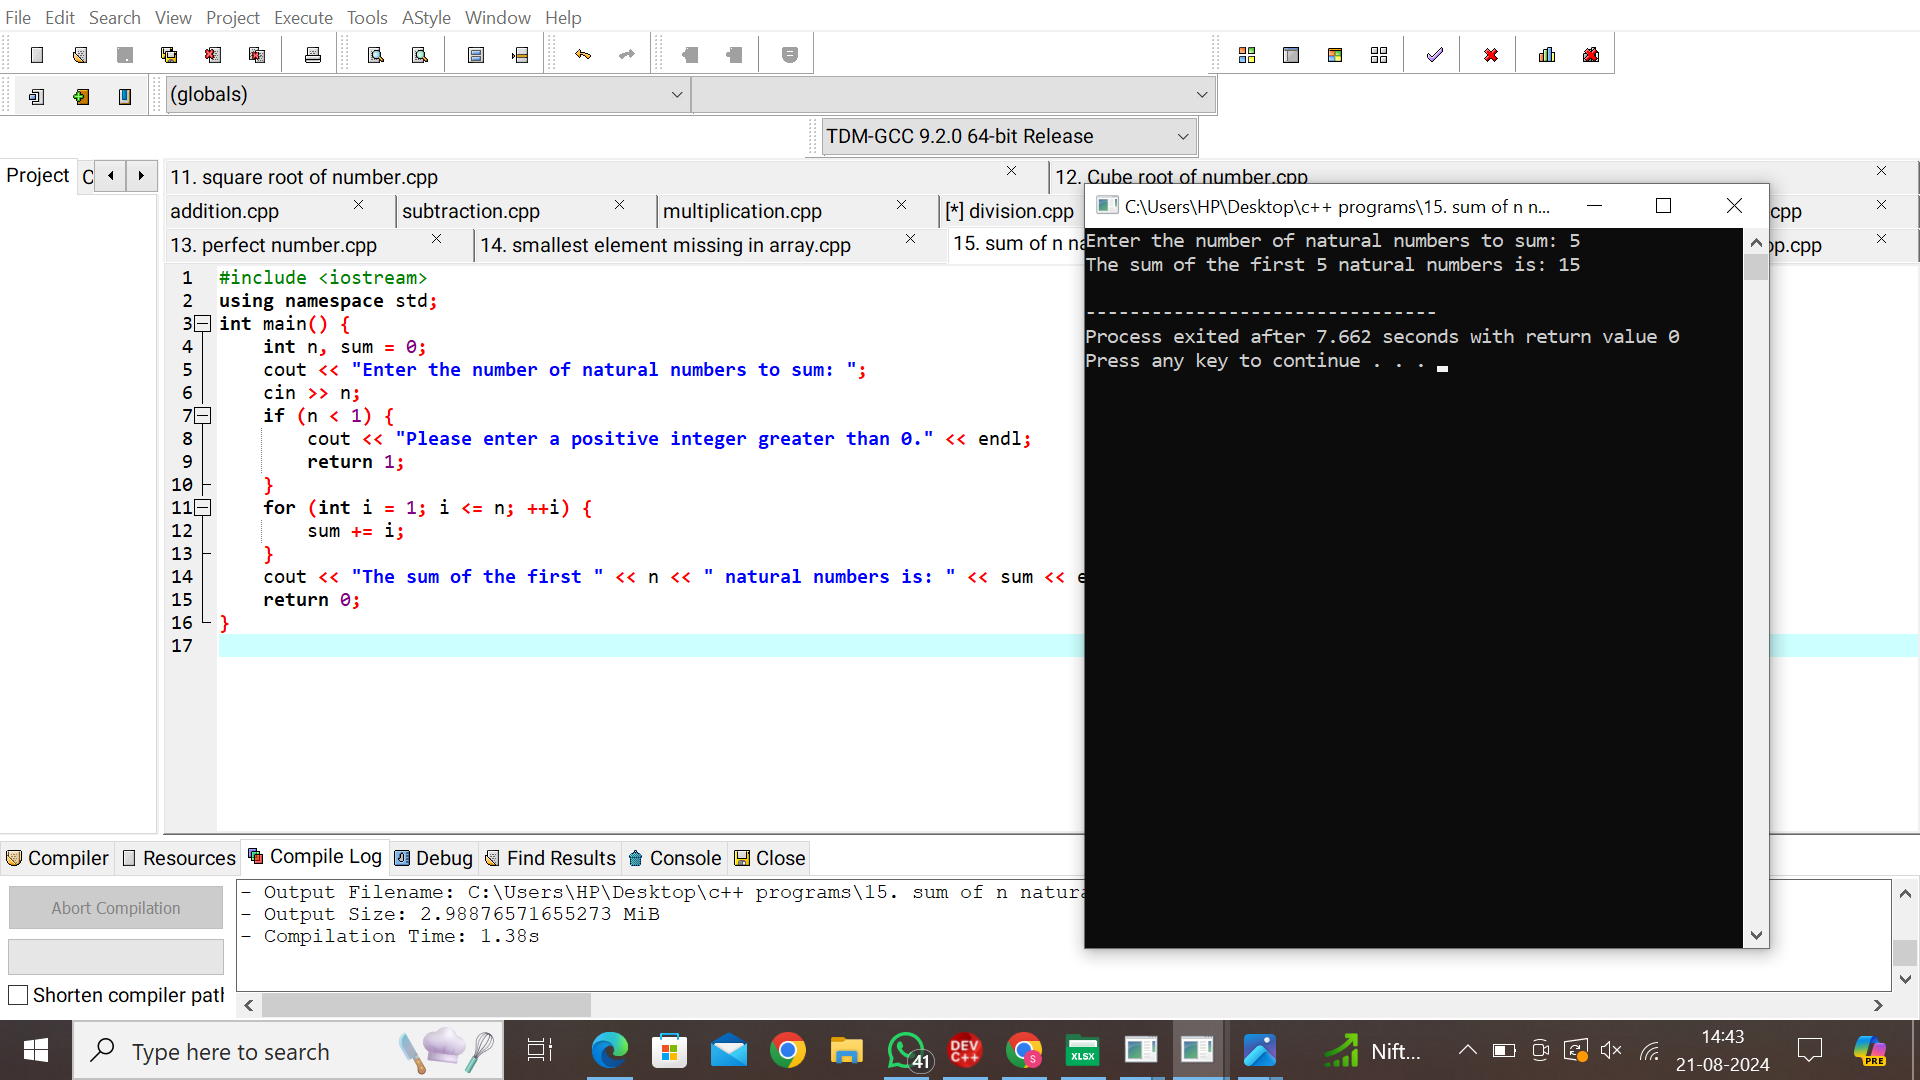 File Edit Search View Project Execute Tools AStyle Window Help
(globals)
TDM-GCC 9.2.0 64-bit Release
Project
11. square root of number.cpp
12. Cube root of number.cpp
addition.cpp
subtraction.cpp
multiplication.cpp
[*] division.cpp
cpp
13. perfect number.cpp
14. smallest element missing in array.cpp
15. sum of n na
op.cpp
1 #include <iostream>
2 using namespace std;
3 int main() {
4 int n, sum = 0;
5 cout << "Enter the number of natural numbers to sum: ";
6 cin >> n;
7 if (n < 1) {
8 cout << "Please enter a positive integer greater than 0." << endl;
9 return 1;
10 }
11 for (int i = 1; i <= n; ++i) {
12 sum += i;
13 }
14 cout << "The sum of the first " << n << " natural numbers is: " << sum << e
15 return 0;
16 }
17
C:\Users\HP\Desktop\c++ programs\15. sum of n n...
Enter the number of natural numbers to sum: 5
The sum of the first 5 natural numbers is: 15
--------------------------------
Process exited after 7.662 seconds with return value 0
Press any key to continue . . .
Compiler Resources Compile Log Debug Find Results Console Close
Abort Compilation
Shorten compiler path
- Output Filename: C:\Users\HP\Desktop\c++ programs\15. sum of n natura
- Output Size: 2.98876571655273 MiB
- Compilation Time: 1.38s
Type here to search
41
DEV
C++
S
XLSX
Nift...
14:43
21-08-2024
PRE